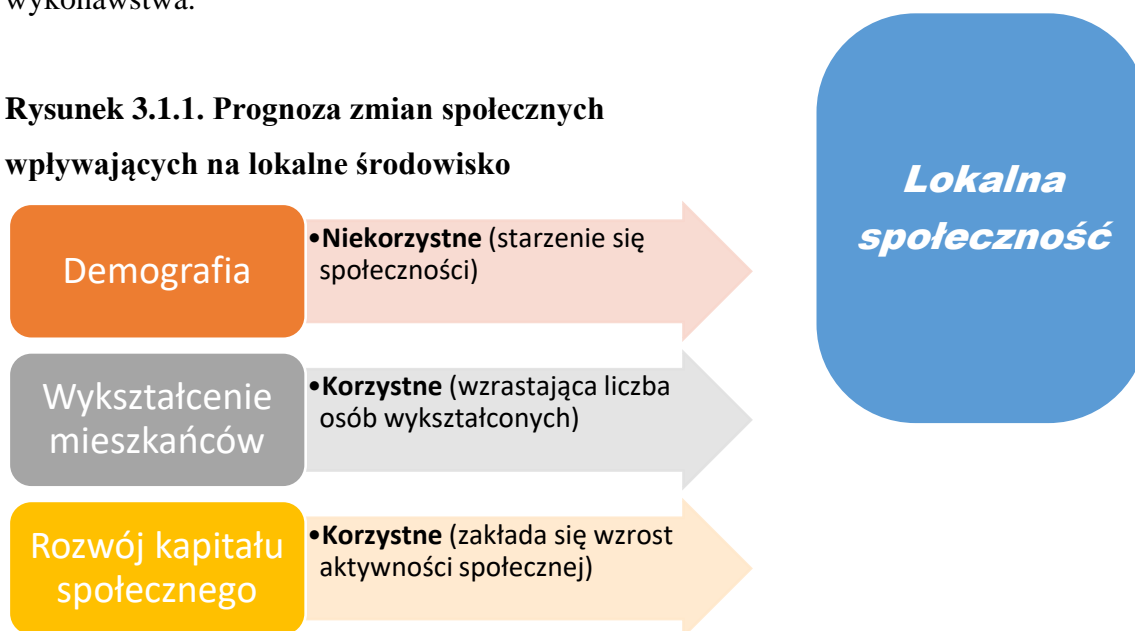 wykonawstwa.
Rysunek 3.1.1. Prognoza zmian społecznych
wpływających na lokalne środowisko
Demografia
•Niekorzystne (starzenie się
społeczności)
Wykształcenie
mieszkańców
•Korzystne (wzrastająca liczba
osób wykształconych)
Rozwój kapitału
społecznego
•Korzystne (zakłada się wzrost
aktywności społecznej)
Lokalna
społeczność